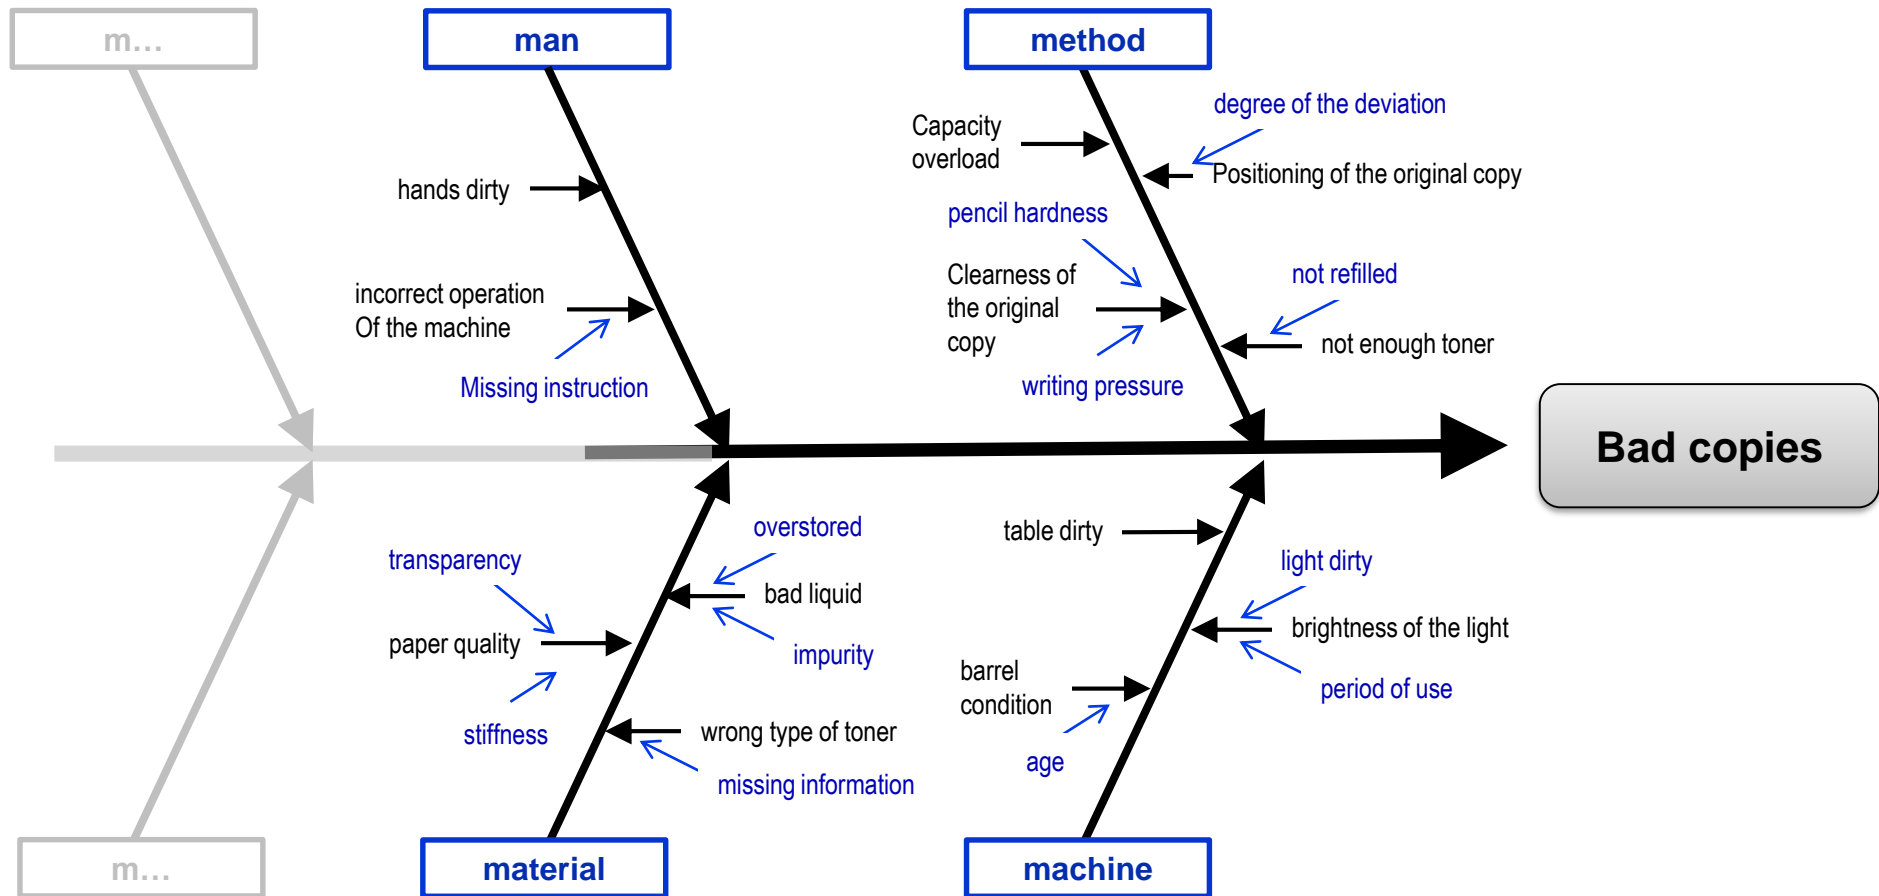 m...
man
method
degree of the deviation
Capacity
overload
Positioning of the original copy
hands dirty
pencil hardness
Clearness of
the original
copy
not refilled
incorrect operation
Of the machine
not enough toner
Missing instruction
writing pressure
Bad copies
overstored
table dirty
transparency
light dirty
bad liquid
paper quality
brightness of the light
impurity
barrel
condition
period of use
stiffness
wrong type of toner
age
missing information
m...
material
machine